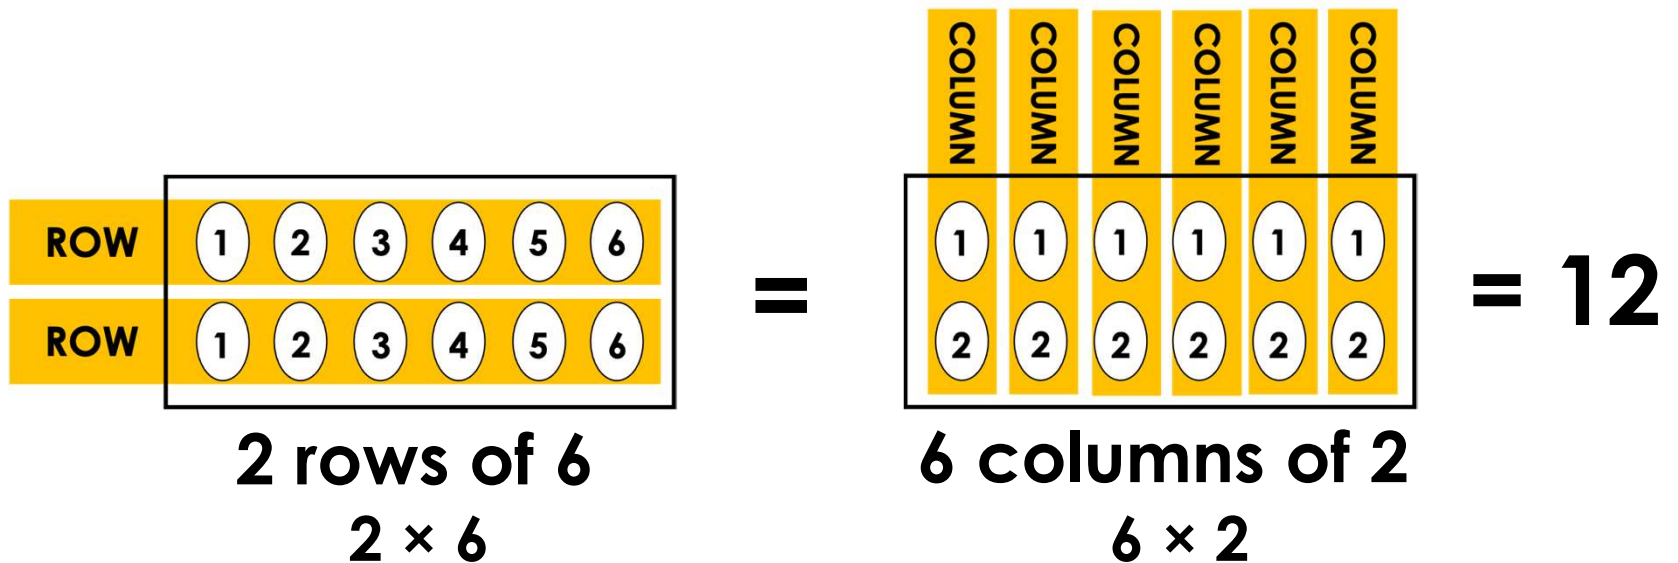 COLUMN COLUMN COLUMN COLUMN COLUMN COLUMN
ROW 1 2 3 4 5 6
ROW 1 2 3 4 5 6
=
1 1 1 1 1 1
2 2 2 2 2 2
= 12
2 rows of 6
2 × 6
6 columns of 2
6 × 2